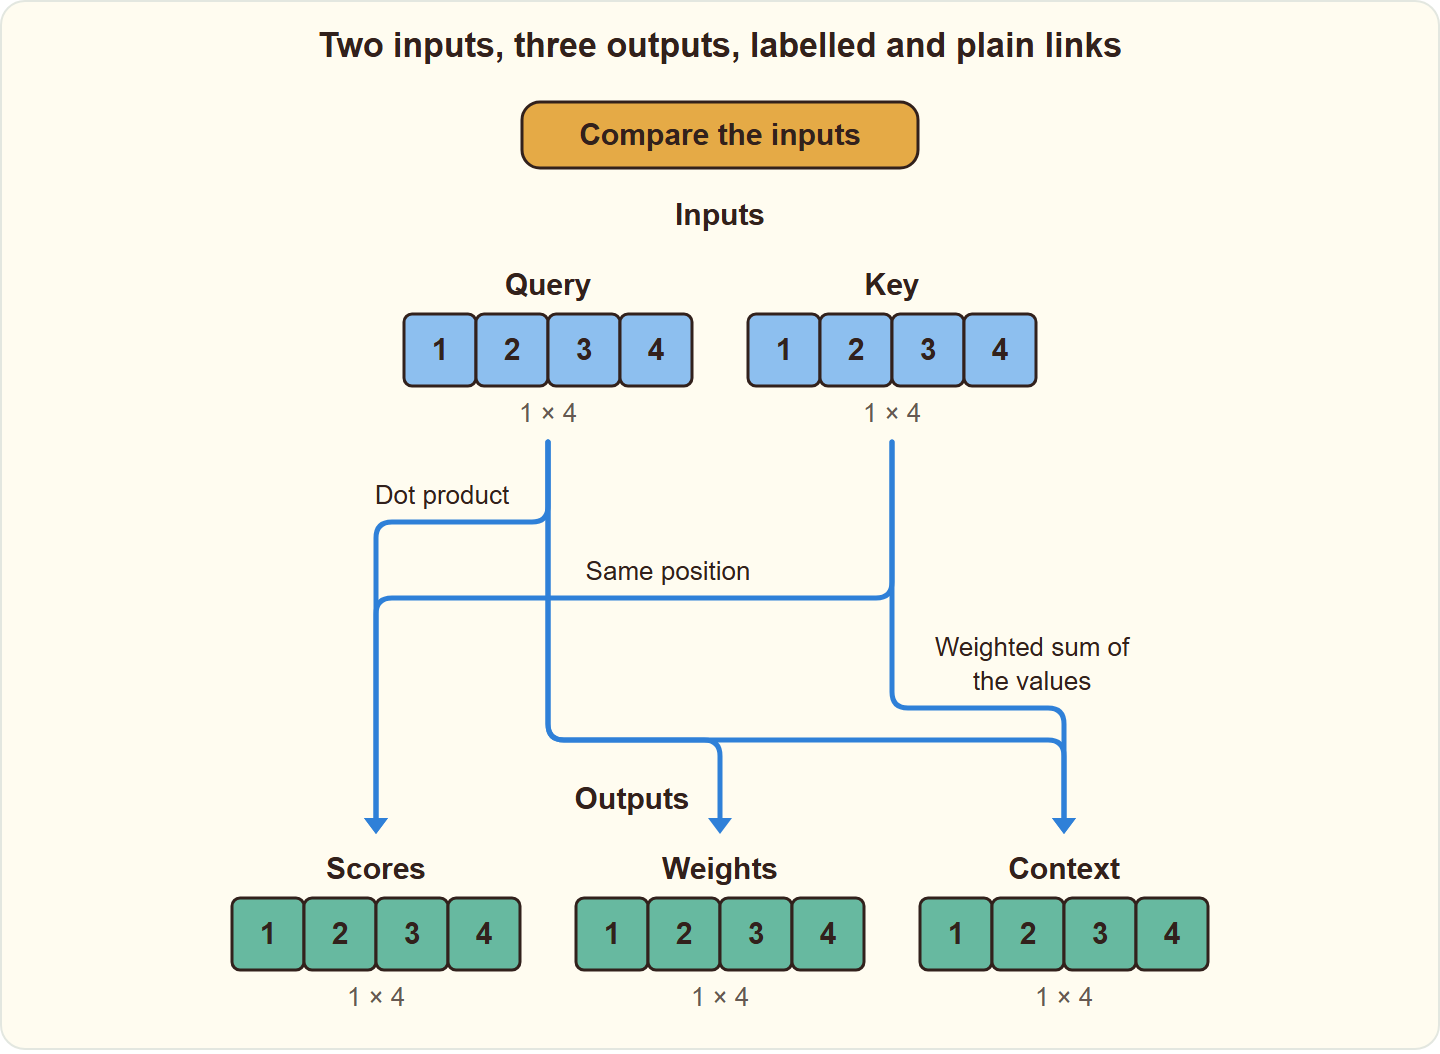 Two inputs, three outputs, labelled and plain links
Compare the inputs
Inputs
Query
Key
1 2 3 4
1 2 3 4
1 × 4
1 × 4
Dot product
Same position
Weighted sum of
the values
Outputs
Scores
Weights
Context
1 2 3 4
1 2 3 4
1 2 3 4
1 × 4
1 × 4
1 × 4